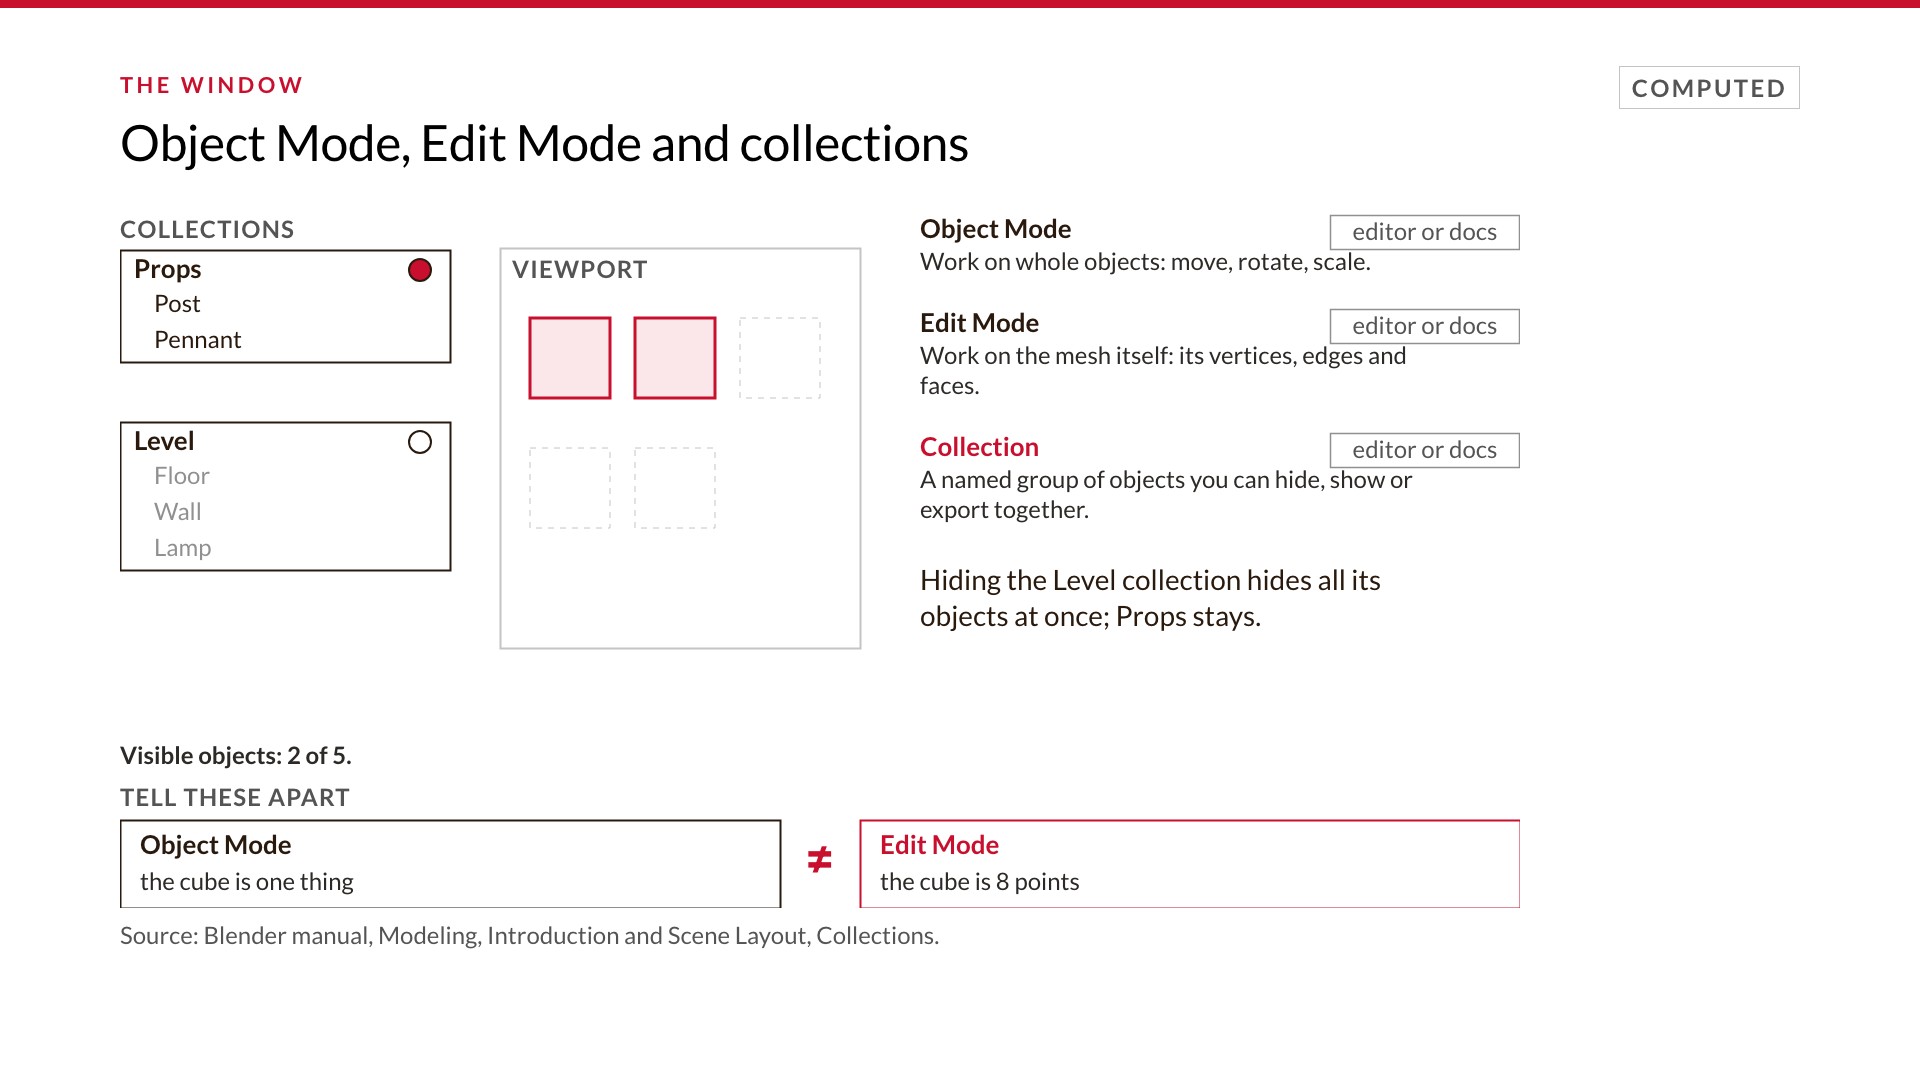 THE WINDOW
COMPUTED
Object Mode, Edit Mode and collections
COLLECTIONS
Props
Post
Pennant
Level
Floor
Wall
Lamp
VIEWPORT
Object Mode
editor or docs
Work on whole objects: move, rotate, scale.
Edit Mode
editor or docs
Work on the mesh itself: its vertices, edges and
faces.
Collection
editor or docs
A named group of objects you can hide, show or
export together.
Hiding the Level collection hides all its
objects at once; Props stays.
Visible objects: 2 of 5.
TELL THESE APART
Object Mode
the cube is one thing
≠
Edit Mode
the cube is 8 points
Source: Blender manual, Modeling, Introduction and Scene Layout, Collections.